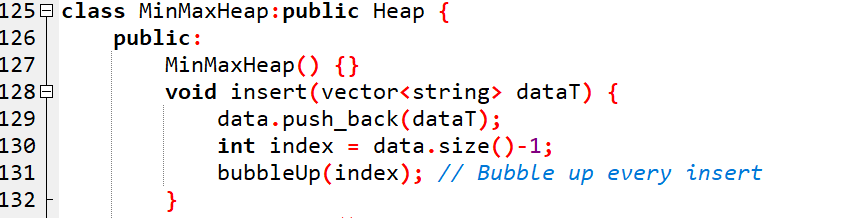 125 class MinMaxHeap:public Heap {
126 public:
127 MinMaxHeap() {}
128 void insert(vector<string> dataT) {
129 data.push_back(dataT);
130 int index = data.size()-1;
131 bubbleUp(index); // Bubble up every insert
132 }